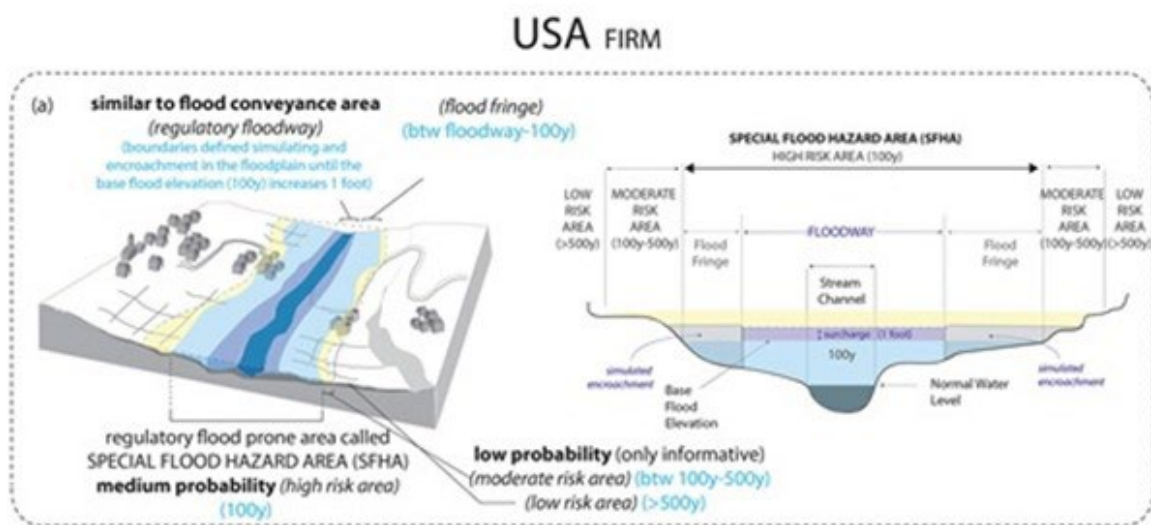 USA FIRM
(a)
similar to flood conveyance area
(regulatory floodway)
(boundaries defined simulating and
encroachment in the floodplain until the
base flood elevation (100y) increases 1 foot)
(flood fringe)
(btw floodway-100y)
regulatory flood prone area called
SPECIAL FLOOD HAZARD AREA (SFHA)
medium probability (high risk area)
(100y)
low probability (only informative)
(moderate risk area) (btw 100y-500y)
(low risk area) (>500y)
SPECIAL FLOOD HAZARD AREA (SFHA)
HIGH RISK AREA (100y)
LOW
RISK
AREA
(>500y)
MODERATE
RISK
AREA
(100y-500y)
Flood
Fringe
FLOODWAY
Stream
Channel
Flood
Fringe
MODERATE
RISK
AREA
(100y-500y)
LOW
RISK
AREA
(>500y)
surcharge (1 foot)
100y
simulated
encroachment
Base
Flood
Elevation
Normal Water
Level
simulated
encroachment